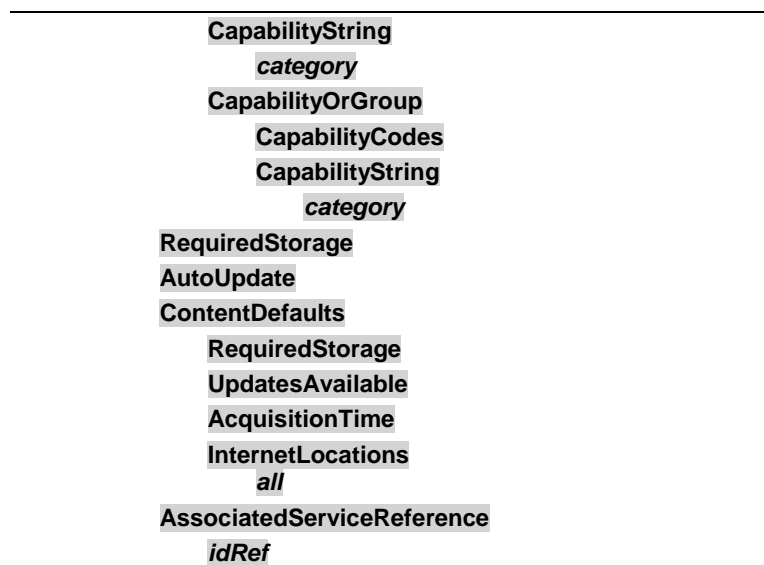 CapabilityString
category
CapabilityOrGroup
CapabilityCodes
CapabilityString
category
RequiredStorage
AutoUpdate
ContentDefaults
RequiredStorage
UpdatesAvailable
AcquisitionTime
InternetLocations
all
AssociatedServiceReference
idRef